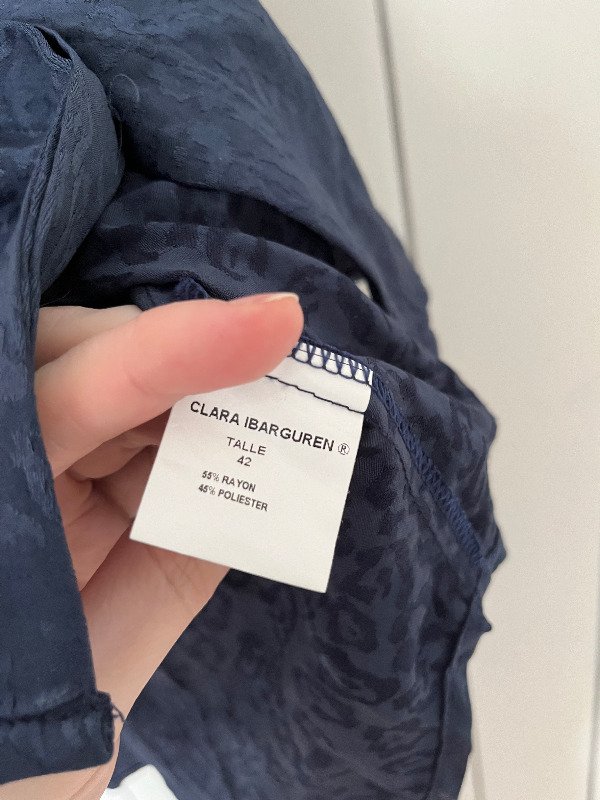 CLARA IBARGUREN ®
TALLE
42
55% RAYON
45% POLIESTER